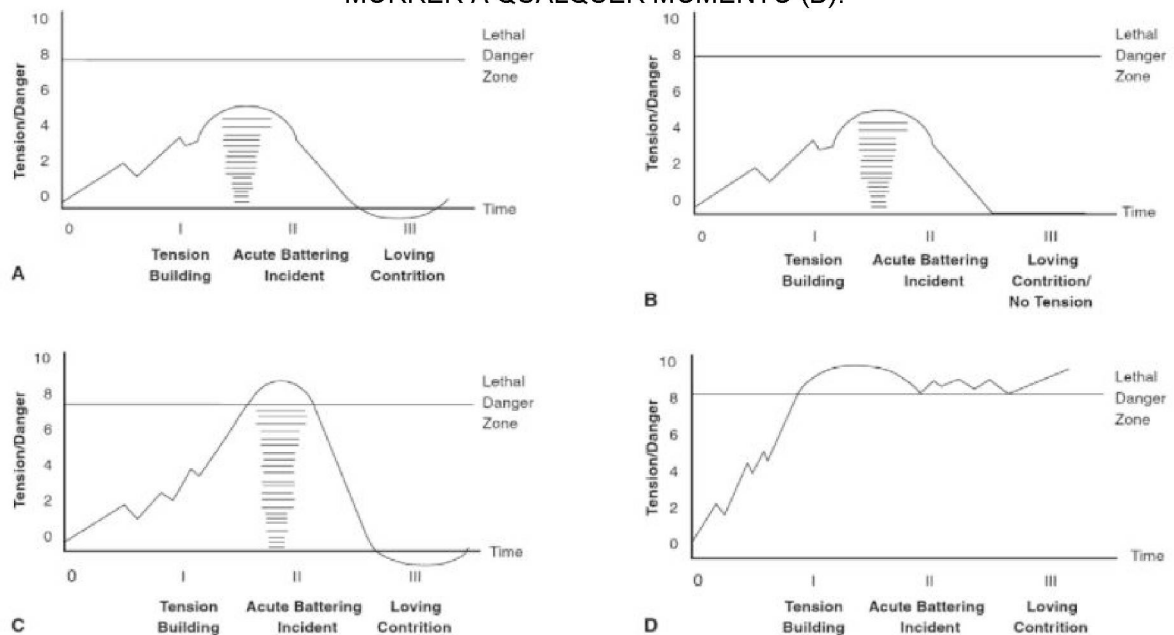 MORRER A QUALQUER MOMENTO (D).
10
8
6
4
2
0
Tension/Danger
Lethal
Danger
Zone
Time
0 I II III
Tension Building
Acute Battering Incident
Loving Contrition
A
10
8
6
4
2
0
Tension/Danger
Lethal
Danger
Zone
Time
0 I II III
Tension Building
Acute Battering Incident
Loving Contrition/ No Tension
B
10
8
6
4
2
0
Tension/Danger
Lethal
Danger
Zone
Time
0 I II III
Tension Building
Acute Battering Incident
Loving Contrition
C
10
8
6
4
2
0
Tension/Danger
Lethal
Danger
Zone
Time
0 I II III
Tension Building
Acute Battering Incident
Loving Contrition
D